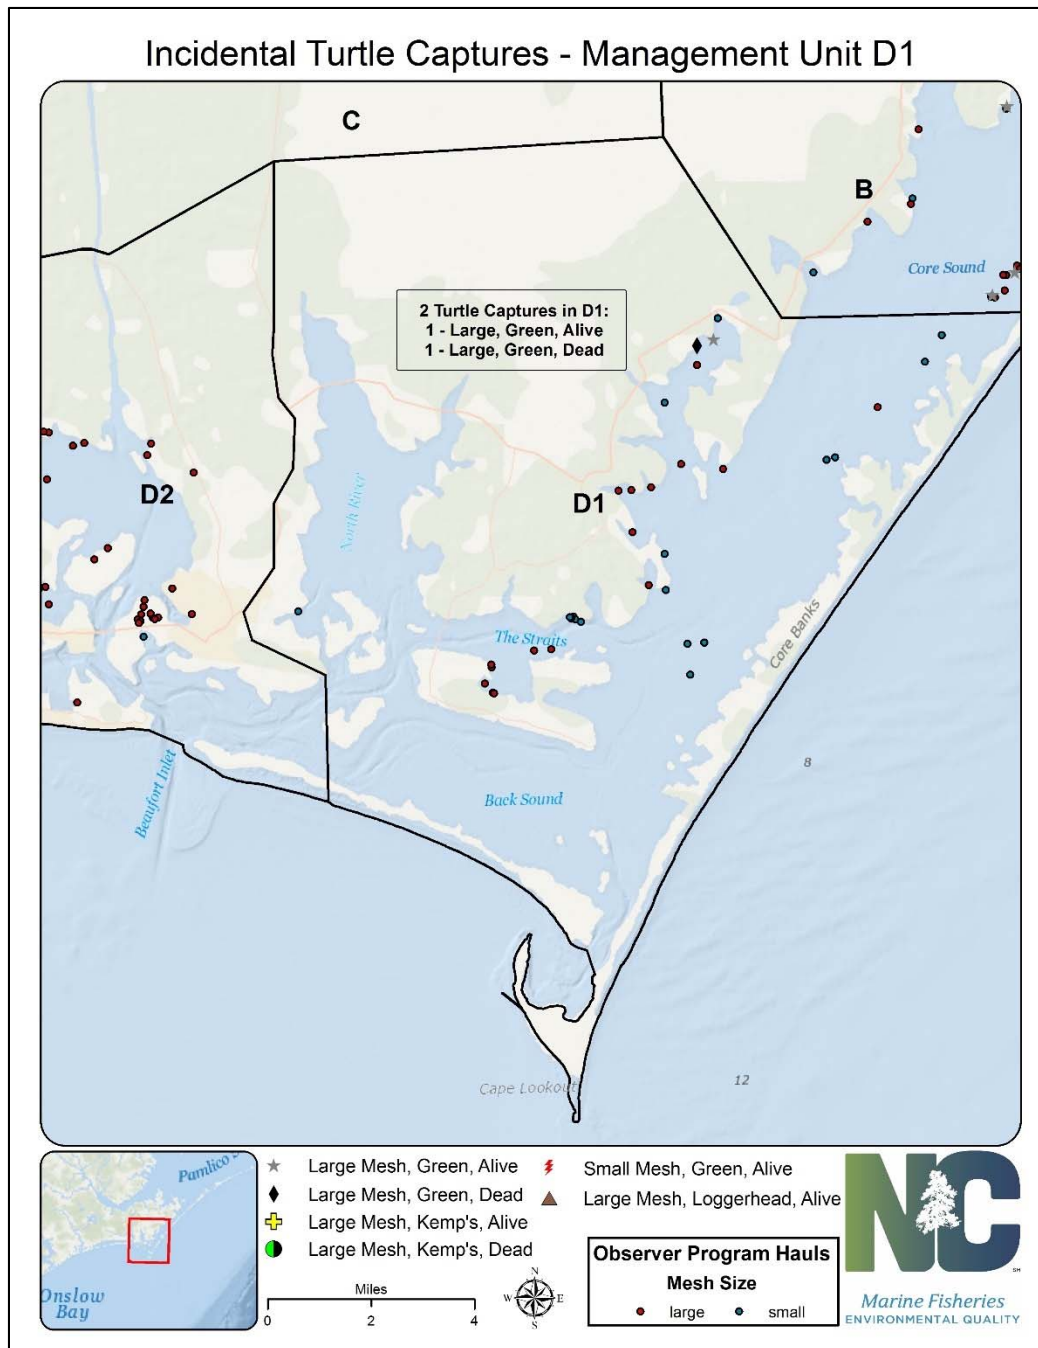 Incidental Turtle Captures - Management Unit D1
C
B
Core Sound
2 Turtle Captures in D1:
1 - Large, Green, Alive
1 - Large, Green, Dead
North River
D2
D1
The Straits
Core Banks
Beaufort Inlet
8
Back Sound
Cape Lookout
12
Pamlico S
Onslow
Bay
Large Mesh, Green, Alive
Large Mesh, Green, Dead
Large Mesh, Kemp's, Alive
Large Mesh, Kemp's, Dead
Small Mesh, Green, Alive
Large Mesh, Loggerhead, Alive
Miles
0 2 4
N
W E
S
Observer Program Hauls
Mesh Size
large small
NC
SM
Marine Fisheries
ENVIRONMENTAL QUALITY